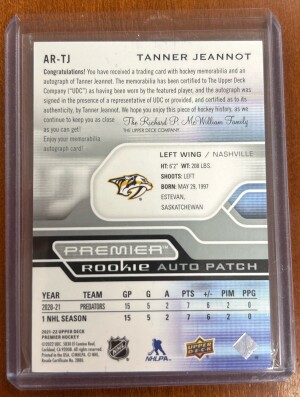 AR-TJ
TANNER JEANNOT
Congratulations! You have received a trading card with hockey memorabilia and an
autograph of Tanner Jeannot. The memorabilia has been certified to The Upper Deck
Company ("UDC") as having been worn by the featured player, and the autograph was
signed in the presence of a representative of UDC or provided, and certified as to its
authenticity, by Tanner Jeannot. We hope you enjoy this piece of hockey history, as we
continue to keep you as close
as you can get!
The Richard P. McWilliam Family
THE UPPER DECK COMPANY
Enjoy your memorabilia
autograph card!
LEFT WING / NASHVILLE
HT: 6'2" WT: 208 LBS.
SHOOTS: LEFT
BORN: MAY 29, 1997
ESTEVAN,
SASKATCHEWAN
PREMIER
ROOKIE AUTO PATCH
YEAR TEAM GP G A PTS +/- PIM PPG
2020-21 PREDATORS 15 5 2 7 6 2 0
1 NHL SEASON 15 5 2 7 6 2 0
2021-22 UPPER DECK
PREMIER HOCKEY
NHL
NHLPA
UPPER DECK